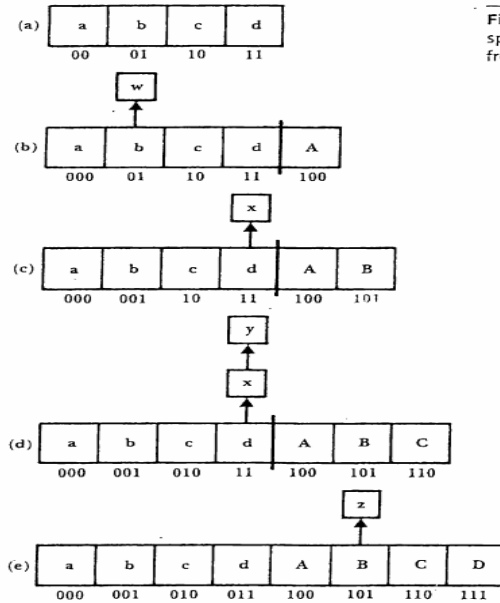 (a) a b c d
00 01 10 11
Fi
sp
fr
w
(b) a b c d A
000 01 10 11 100
x
(c) a b c d A B
000 001 10 11 100 101
y
x
(d) a b c d A B C
000 001 010 11 100 101 110
z
(e) a b c d A B C D
000 001 010 011 100 101 110 111